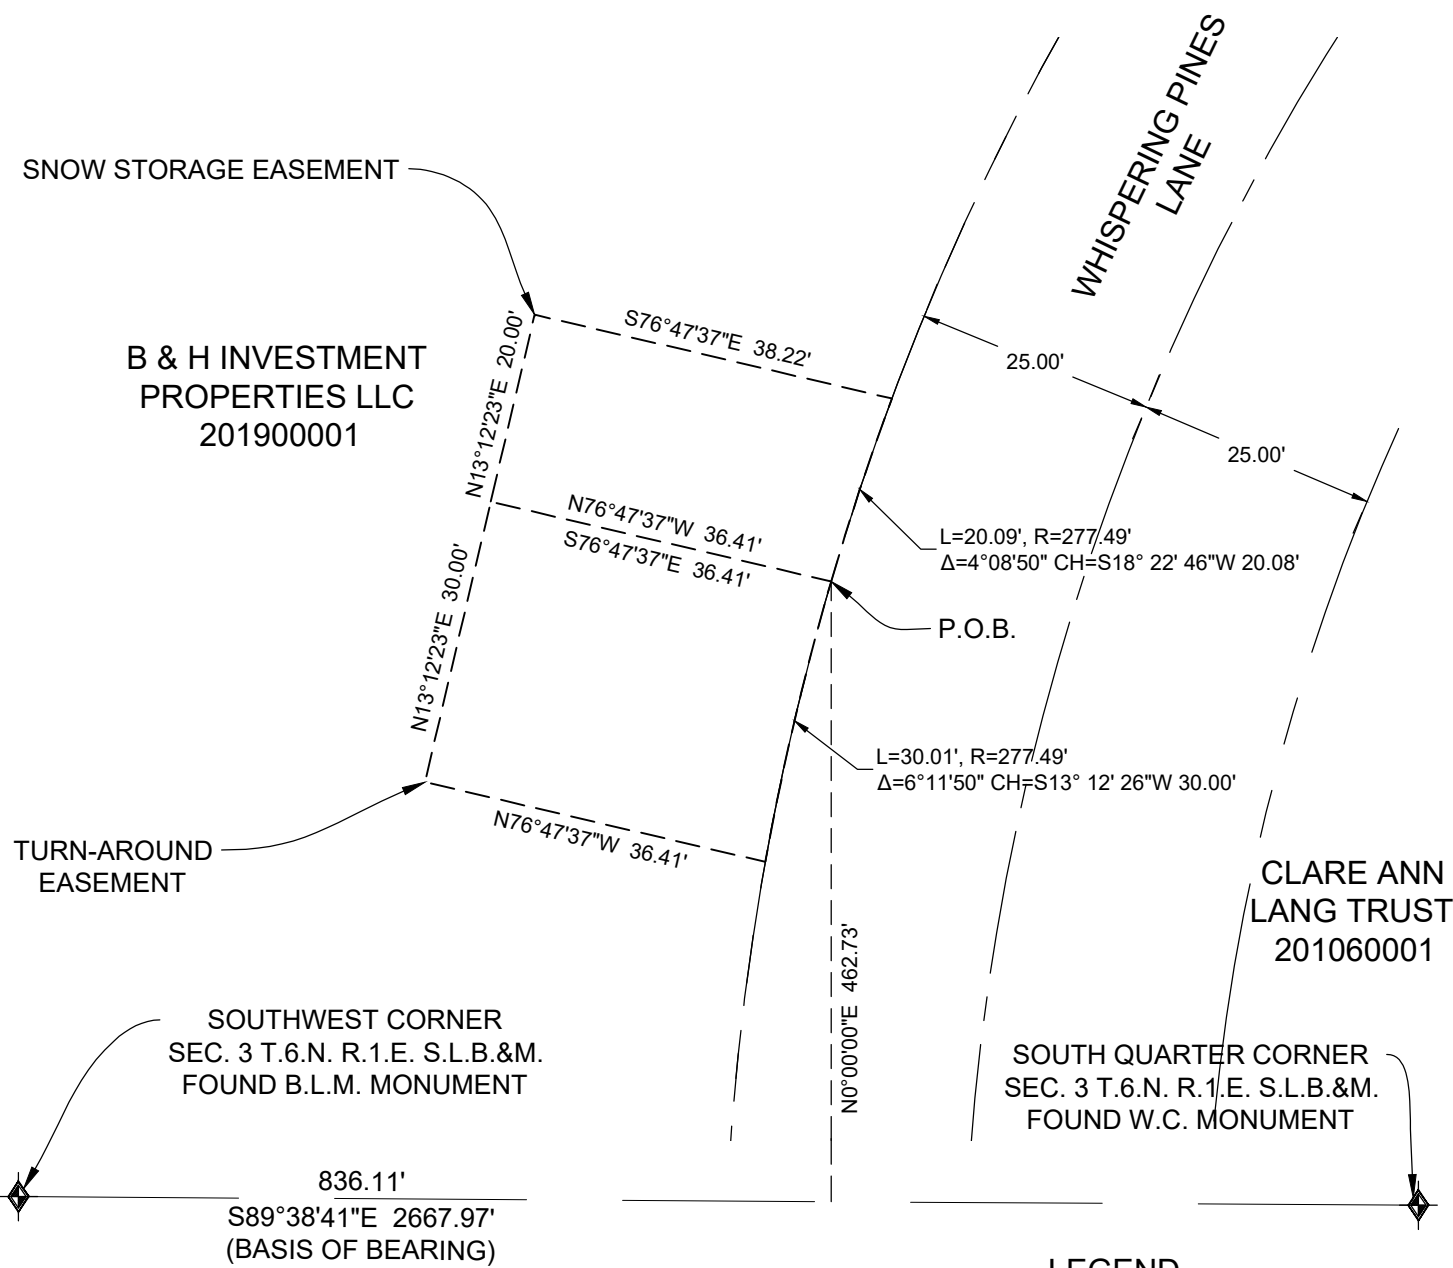 WHISPERING PINES
LANE
SNOW STORAGE EASEMENT
B & H INVESTMENT
PROPERTIES LLC
201900001
N13°12'23"E 20.00'
S76°47'37"E 38.22'
25.00'
25.00'
N76°47'37"W 36.41'
S76°47'37"E 36.41'
L=20.09', R=277.49'
Δ=4°08'50" CH=S18° 22' 46"W 20.08'
P.O.B.
N13°12'23"E 30.00'
L=30.01', R=277.49'
Δ=6°11'50" CH=S13° 12' 26"W 30.00'
N76°47'37"W 36.41'
TURN-AROUND
EASEMENT
CLARE ANN
LANG TRUST
201060001
N0°00'00"E 462.73'
SOUTHWEST CORNER
SEC. 3 T.6.N. R.1.E. S.L.B.&M.
FOUND B.L.M. MONUMENT
SOUTH QUARTER CORNER
SEC. 3 T.6.N. R.1.E. S.L.B.&M.
FOUND W.C. MONUMENT
836.11'
S89°38'41"E 2667.97'
(BASIS OF BEARING)
LEGEND